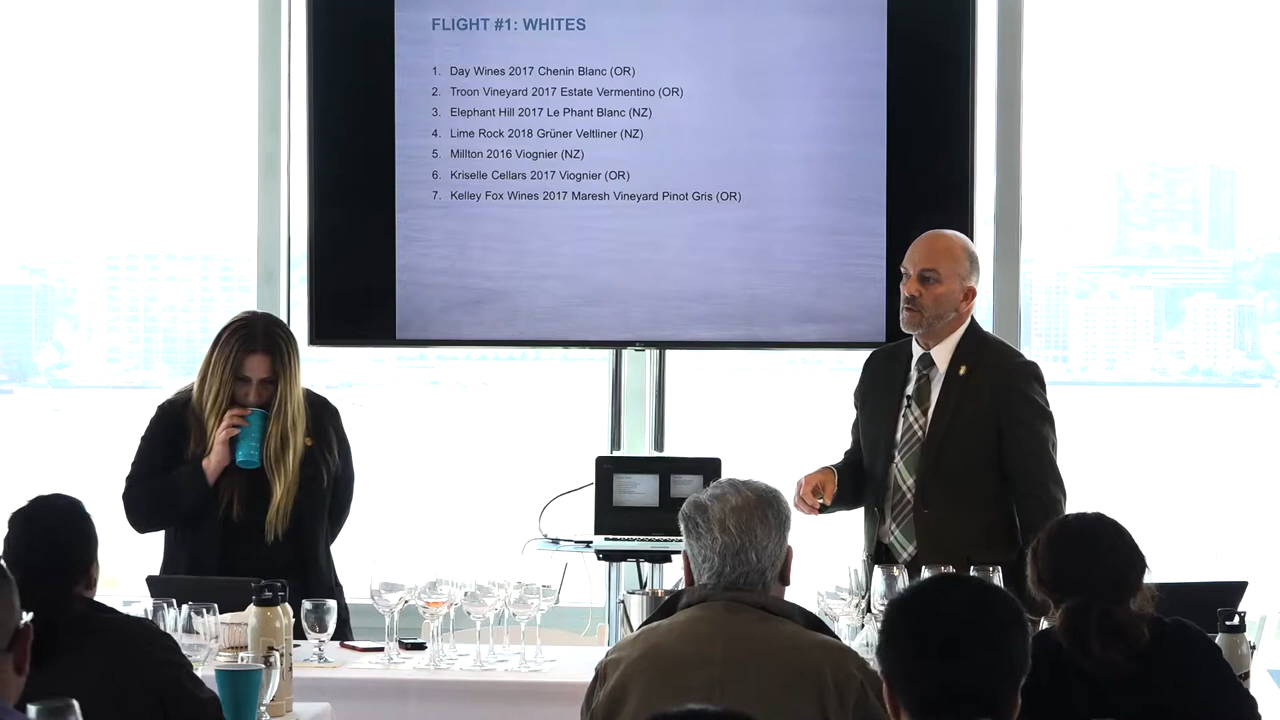 FLIGHT #1: WHITES
1. Day Wines 2017 Chenin Blanc (OR)
2. Troon Vineyard 2017 Estate Vermentino (OR)
3. Elephant Hill 2017 Le Phant Blanc (NZ)
4. Lime Rock 2018 Grüner Veltliner (NZ)
5. Millton 2016 Viognier (NZ)
6. Kriselle Cellars 2017 Viognier (OR)
7. Kelley Fox Wines 2017 Maresh Vineyard Pinot Gris (OR)